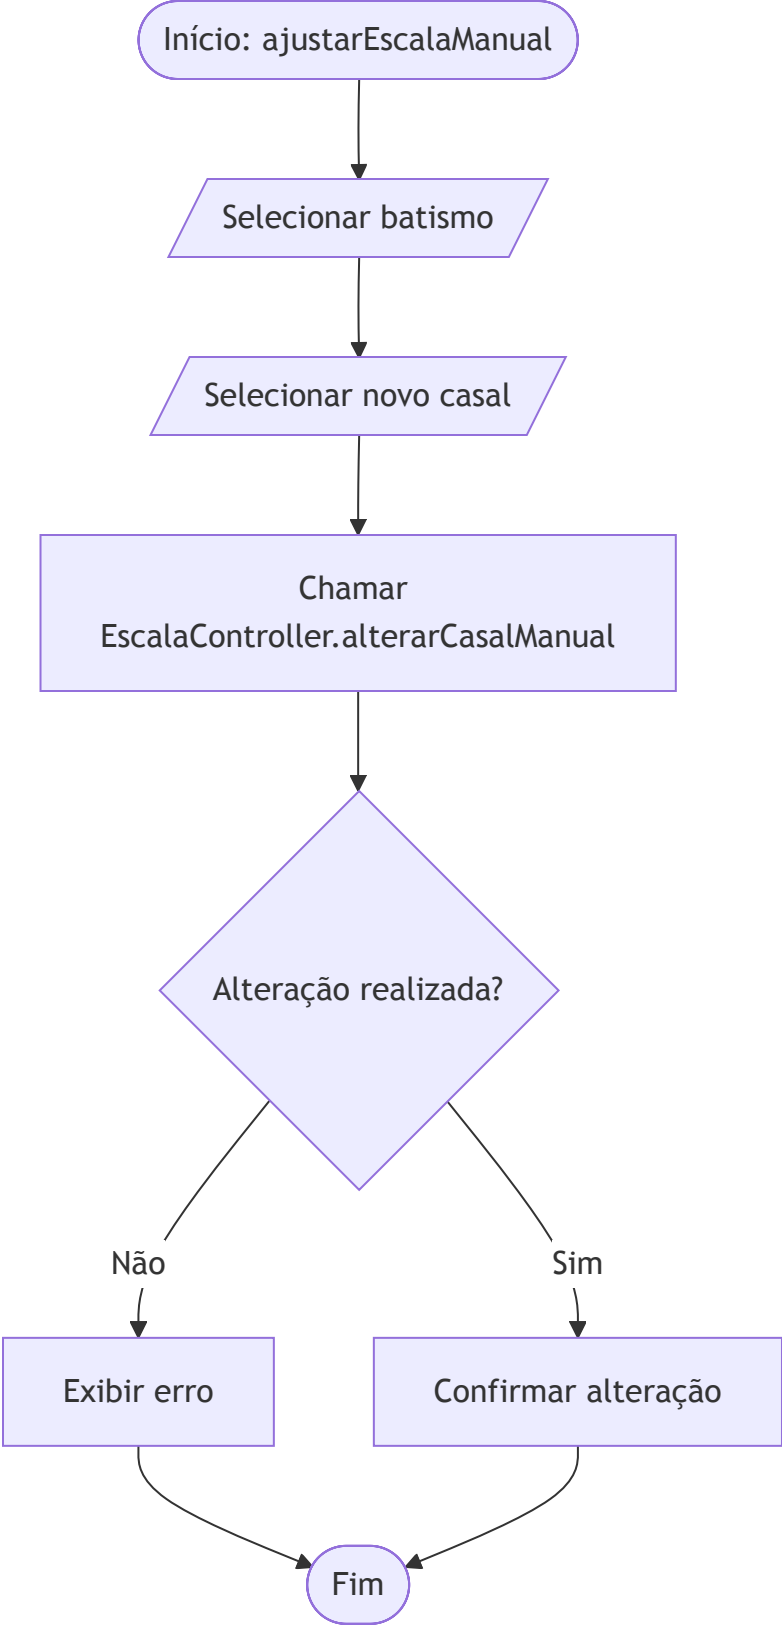 Início: ajustarEscalaManual
Selecionar batismo
Selecionar novo casal
Chamar
EscalaController.alterarCasalManual
Alteração realizada?
Não
Sim
Exibir erro
Confirmar alteração
Fim